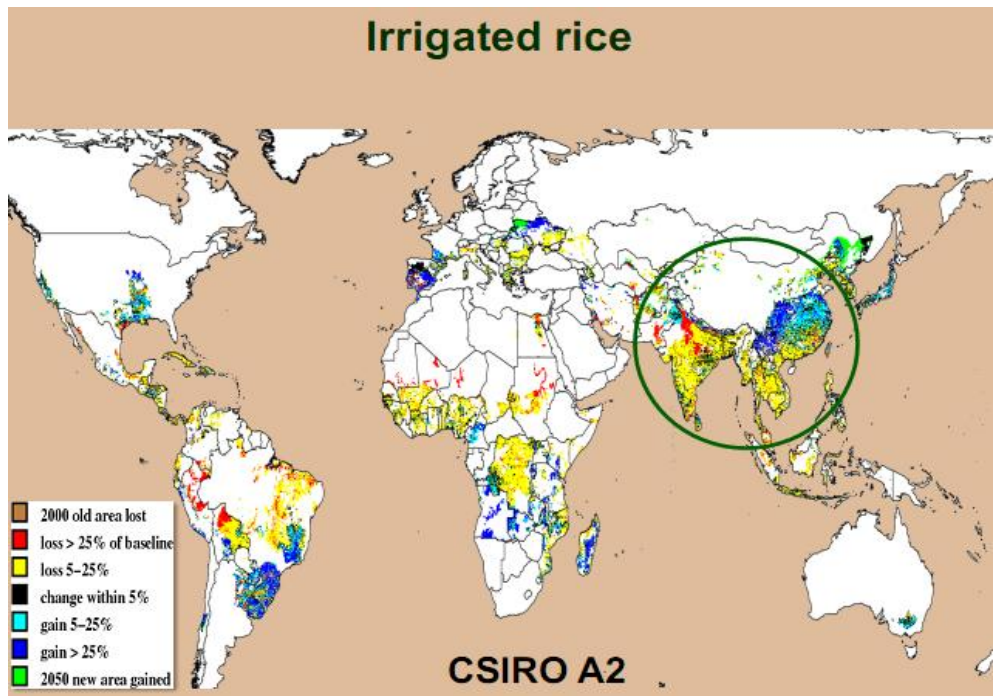 Irrigated rice
2000 old area lost
loss > 25% of baseline
loss 5–25%
change within 5%
gain 5–25%
gain > 25%
2050 new area gained
CSIRO A2